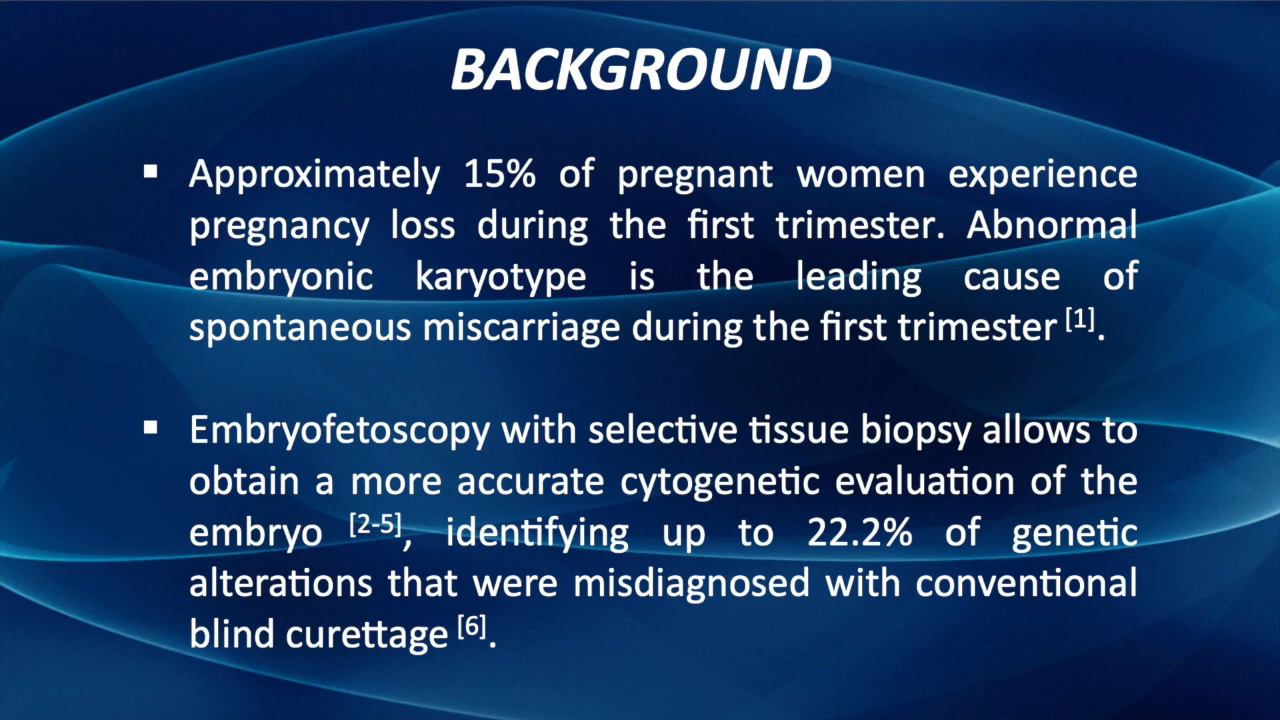 BACKGROUND
▪ Approximately 15% of pregnant women experience
pregnancy loss during the first trimester. Abnormal
embryonic karyotype is the leading cause of
spontaneous miscarriage during the first trimester [1].
▪ Embryofetoscopy with selective tissue biopsy allows to
obtain a more accurate cytogenetic evaluation of the
embryo [2-5], identifying up to 22.2% of genetic
alterations that were misdiagnosed with conventional
blind curettage [6].